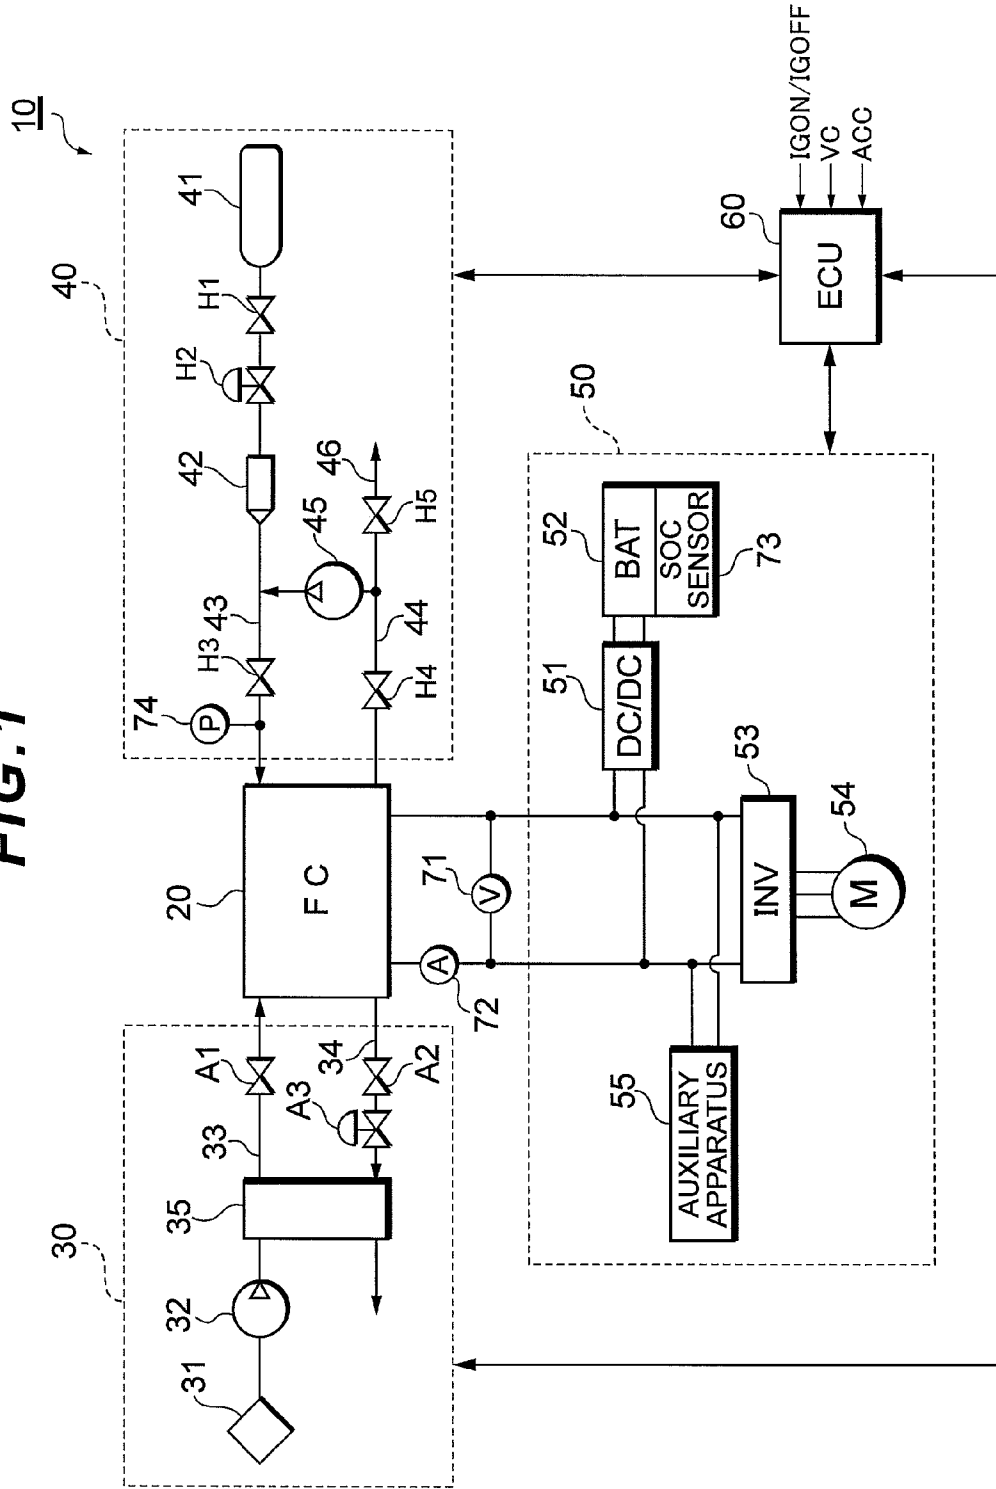 FIG.1
10
30
31
32
35
33
A1
A3
34
A2
20
FC
74
P
H3
43
42
H2
H1
41
40
45
44
H4
H5
46
72
A
71
V
50
55
AUXILIARY
APPARATUS
51
DC/DC
52
BAT
SOC
SENSOR
73
53
INV
54
M
60
ECU
IGON/IGOFF
VC
ACC